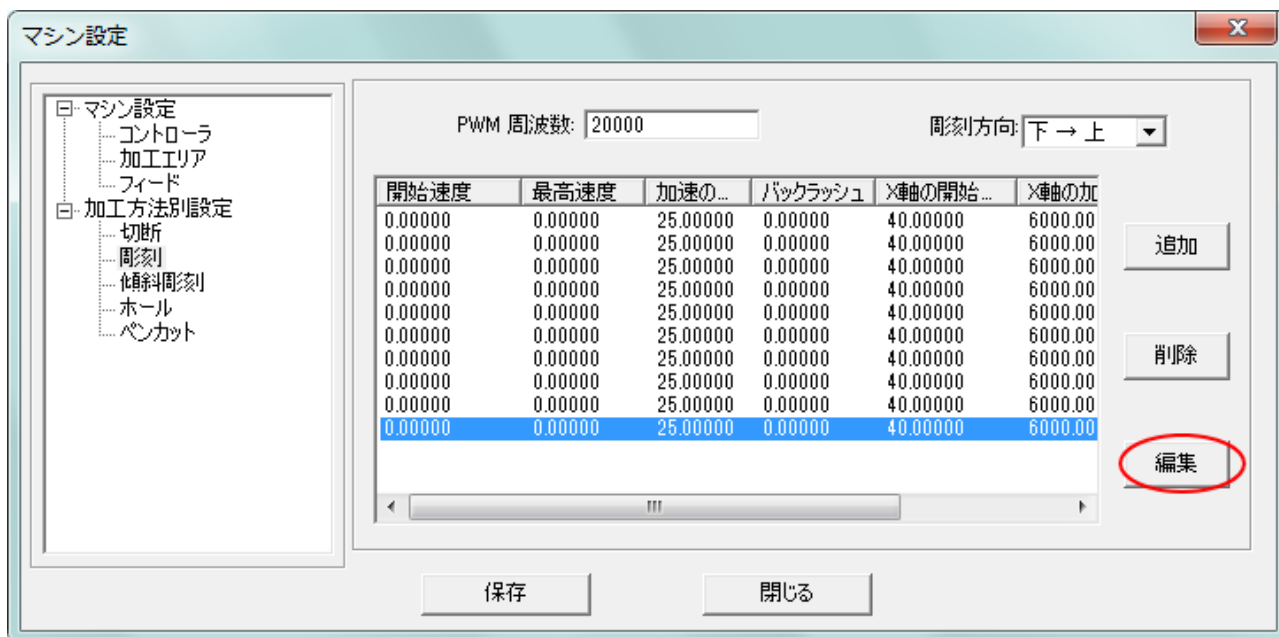 マシン設定
マシン設定
コントローラ
加工エリア
フィード
加工方法別設定
切断
彫刻
傾斜彫刻
ホール
ペンカット
PWM 周波数: 20000
彫刻方向: 下 → 上
開始速度 最高速度 加速の... バックラッシュ X軸の開始... X軸の加
0.00000 0.00000 25.00000 0.00000 40.00000 6000.00
0.00000 0.00000 25.00000 0.00000 40.00000 6000.00
0.00000 0.00000 25.00000 0.00000 40.00000 6000.00
0.00000 0.00000 25.00000 0.00000 40.00000 6000.00
0.00000 0.00000 25.00000 0.00000 40.00000 6000.00
0.00000 0.00000 25.00000 0.00000 40.00000 6000.00
0.00000 0.00000 25.00000 0.00000 40.00000 6000.00
0.00000 0.00000 25.00000 0.00000 40.00000 6000.00
0.00000 0.00000 25.00000 0.00000 40.00000 6000.00
0.00000 0.00000 25.00000 0.00000 40.00000 6000.00
追加
削除
編集
保存
閉じる